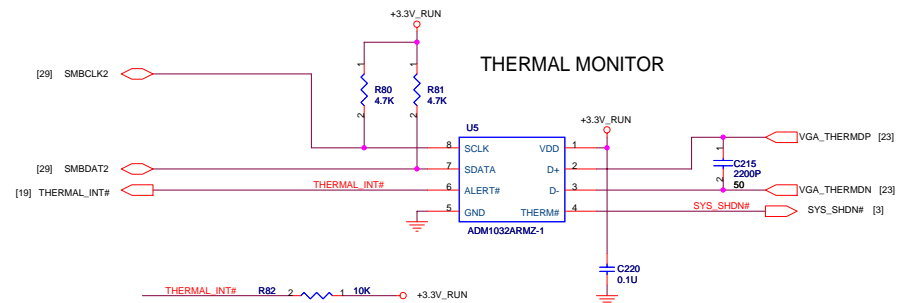 +3.3V_RUN
THERMAL MONITOR
[29] SMBCLK2
1 1
R80 R81
4.7K 4.7K
2 2
+3.3V_RUN
U5
8 SCLK VDD 1
VGA_THERMDP [23]
1
C215
2200P
2 50
[29] SMBDAT2
7 SDATA D+ 2
[19] THERMAL_INT#
THERMAL_INT#
6 ALERT# D- 3
VGA_THERMDN [23]
5 GND THERM# 4
SYS_SHDN#
SYS_SHDN# [3]
ADM1032ARMZ-1
C220
0.1U
THERMAL_INT# R82 2 1 10K +3.3V_RUN